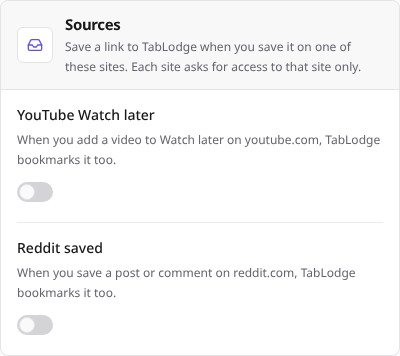 Sources
Save a link to TabLodge when you save it on one of
these sites. Each site asks for access to that site only.
YouTube Watch later
When you add a video to Watch later on youtube.com, TabLodge
bookmarks it too.
Reddit saved
When you save a post or comment on reddit.com, TabLodge
bookmarks it too.